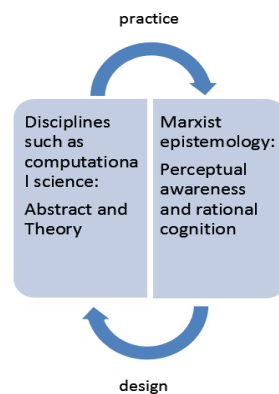 practice
Disciplines
such as
computationa
l science:
Abstract and
Theory
Marxist
epistemology:
Perceptual
awareness
and rational
cognition
design